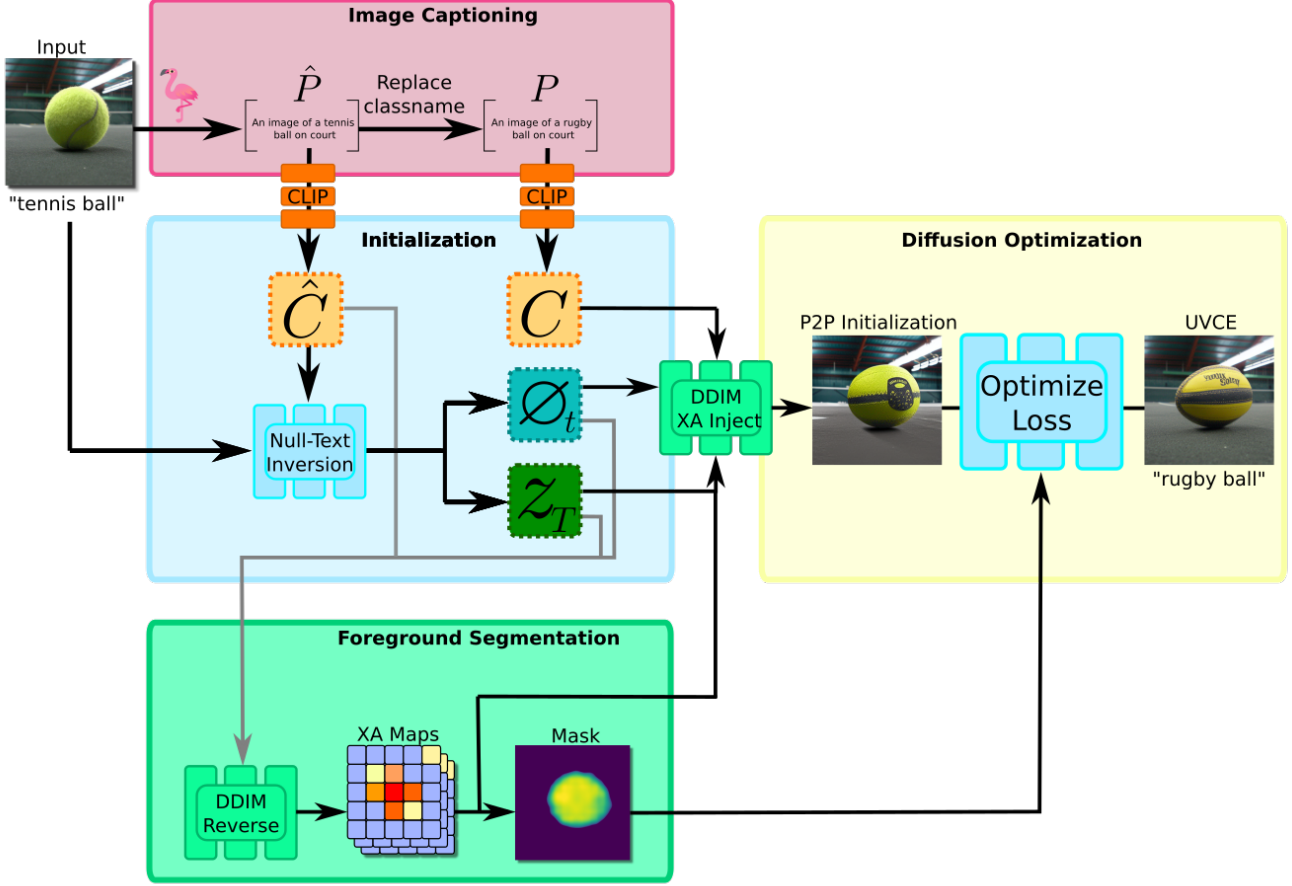 Image Captioning
Input
P̂
Replace
classname
P
An image of a tennis
ball on court
An image of a rugby
ball on court
"tennis ball"
CLIP
CLIP
Initialization
Diffusion Optimization
Ĉ
C
P2P Initialization
UVCE
∅t
DDIM
XA Inject
Optimize
Loss
Null-Text
Inversion
zT
"rugby ball"
Foreground Segmentation
XA Maps
Mask
DDIM
Reverse